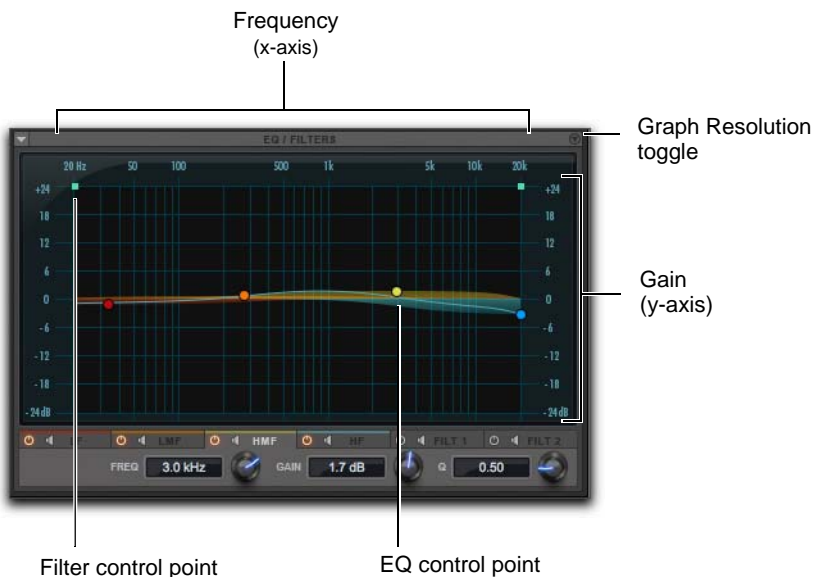 Frequency
(x-axis)
Graph Resolution
toggle
EQ / FILTERS
20 Hz 50 100 500 1k 5k 10k 20k
+24 +24
18 18
12 12
6 6
0 0
-6 -6
-12 -12
-18 -18
-24 dB -24 dB
Gain
(y-axis)
LF LMF HMF HF FILT 1 FILT 2
FREQ 3.0 kHz GAIN 1.7 dB Q 0.50
Filter control point EQ control point